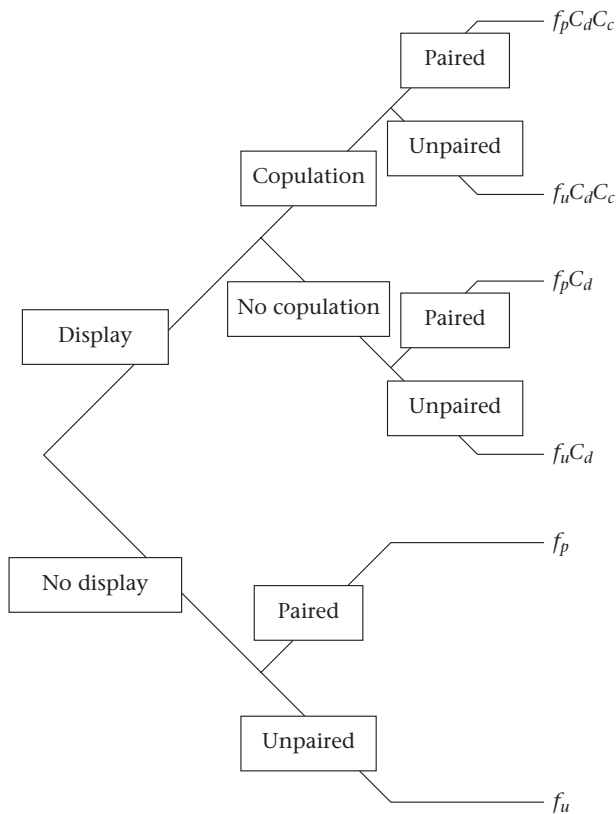 f_pC_dC_c
Paired
Unpaired
Copulation
f_uC_dC_c
f_pC_d
No copulation
Paired
Display
Unpaired
f_uC_d
f_p
No display
Paired
Unpaired
f_u